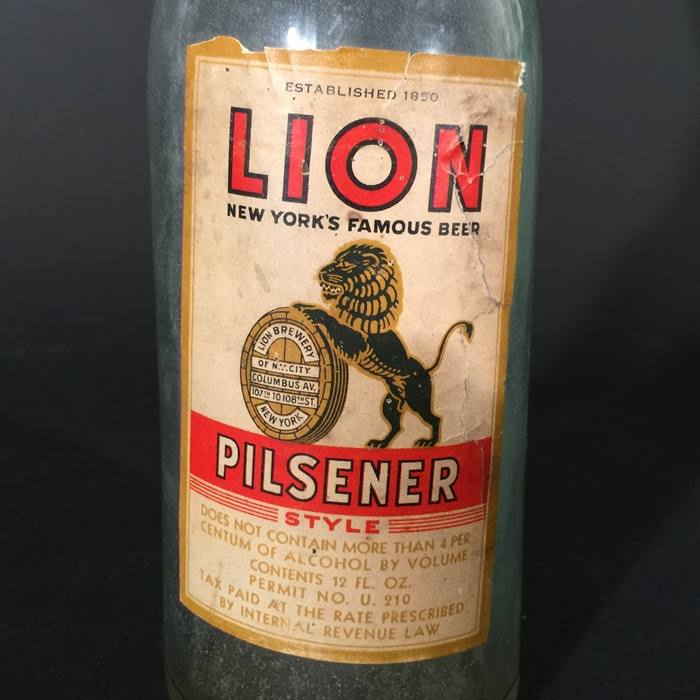 ESTABLISHED 1850
LION
NEW YORK'S FAMOUS BEER
LION BREWERY
OF N.Y. CITY
COLUMBUS AV.
107TH TO 108TH ST.
NEW YORK
PILSENER
STYLE
DOES NOT CONTAIN MORE THAN 4 PER
CENTUM OF ALCOHOL BY VOLUME
CONTENTS 12 FL. OZ.
PERMIT NO. U. 210
TAX PAID AT THE RATE PRESCRIBED
BY INTERNAL REVENUE LAW